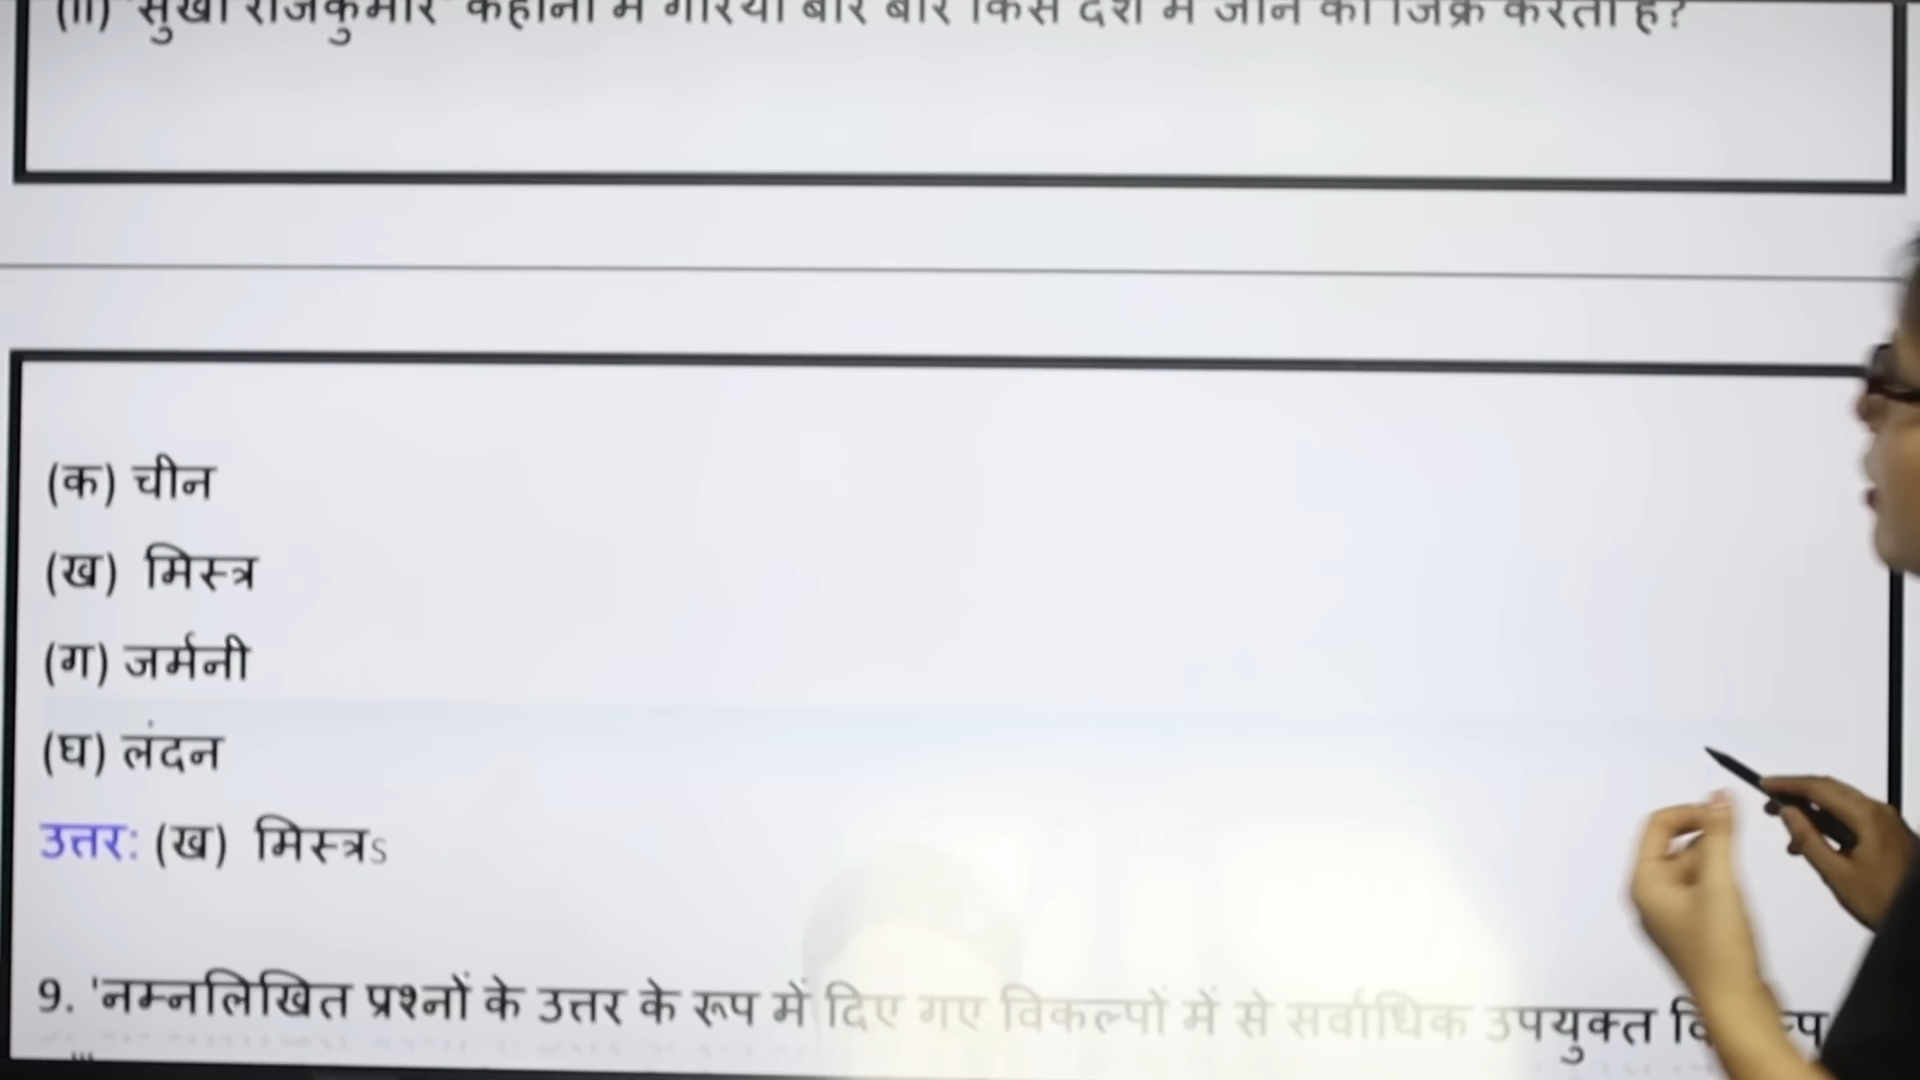 (ii) 'सुखी राजकुमार' कहानी में गौरैया बार बार किस देश में जाने का जिक्र करती है?
(क) चीन
(ख) मिस्त्र
(ग) जर्मनी
(घ) लंदन
उत्तर: (ख) मिस्त्रs
9. 'नम्नलिखित प्रश्नों के उत्तर के रूप में दिए गए विकल्पों में से सर्वाधिक उपयुक्त